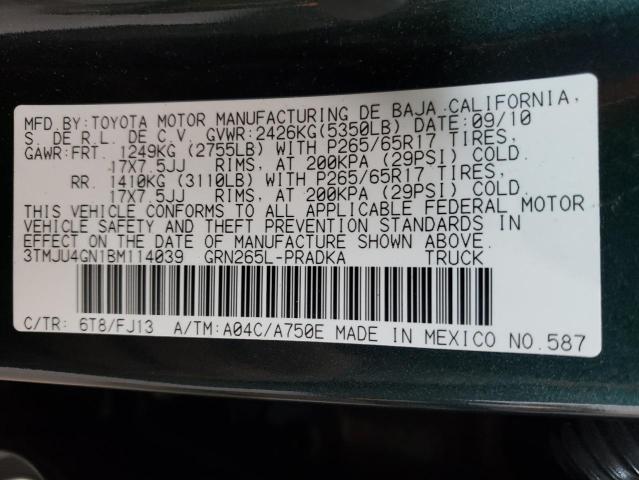 MFD BY:TOYOTA MOTOR MANUFACTURING DE BAJA CALIFORNIA,
S. DE R.L. DE C.V. GVWR:2426KG(5350LB) DATE:09/10
GAWR:FRT. 1249KG (2755LB) WITH P265/65R17 TIRES,
17X7.5JJ RIMS, AT 200KPA (29PSI) COLD.
RR. 1410KG (3110LB) WITH P265/65R17 TIRES,
17X7.5JJ RIMS, AT 200KPA (29PSI) COLD.
THIS VEHICLE CONFORMS TO ALL APPLICABLE FEDERAL MOTOR
VEHICLE SAFETY AND THEFT PREVENTION STANDARDS IN
EFFECT ON THE DATE OF MANUFACTURE SHOWN ABOVE.
3TMJU4GN1BM114039 GRN265L-PRADKA TRUCK
C/TR: 6T8/FJ13 A/TM:A04C/A750E MADE IN MEXICO NO.587